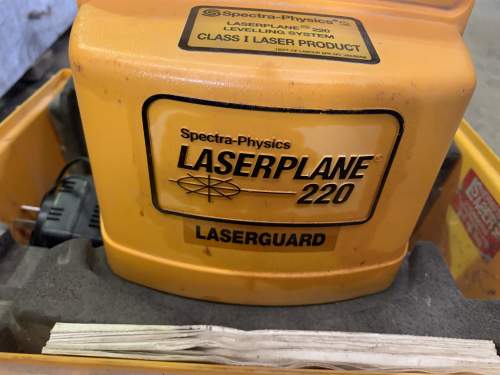 Spectra-Physics
LASERPLANE 220
LEVELLING SYSTEM
CLASS I LASER PRODUCT
Spectra-Physics
LASERPLANE
220
LASERGUARD